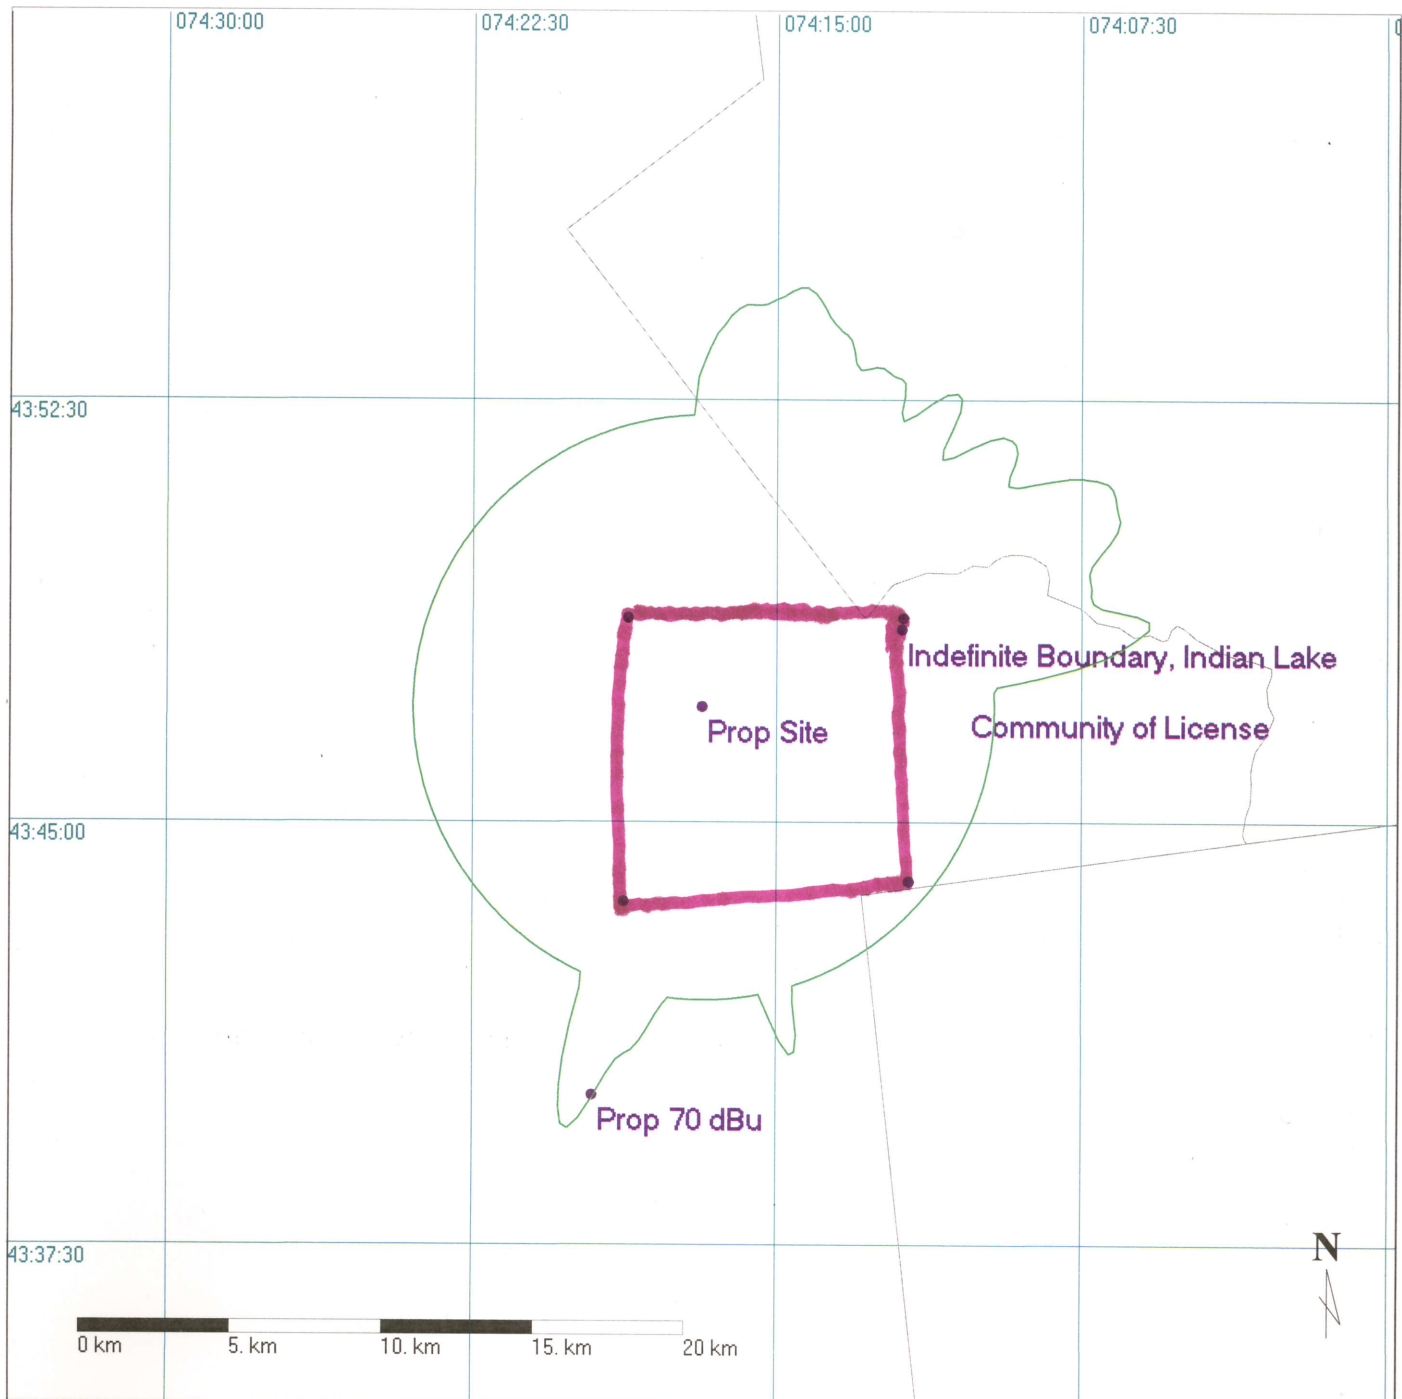 074:30:00
074:22:30
074:15:00
074:07:30
43:52:30
Indefinite Boundary, Indian Lake
Prop Site
Community of License
43:45:00
Prop 70 dBu
43:37:30
N
0 km
5. km
10. km
15. km
20 km